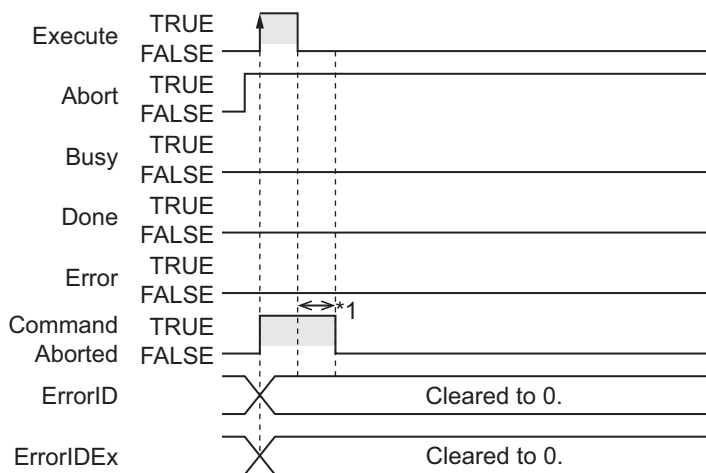 TRUE
Execute
FALSE
TRUE
Abort
FALSE
TRUE
Busy
FALSE
TRUE
Done
FALSE
TRUE
Error
FALSE
*1
Command TRUE
Aborted FALSE
ErrorID Cleared to 0.
ErrorIDEx Cleared to 0.